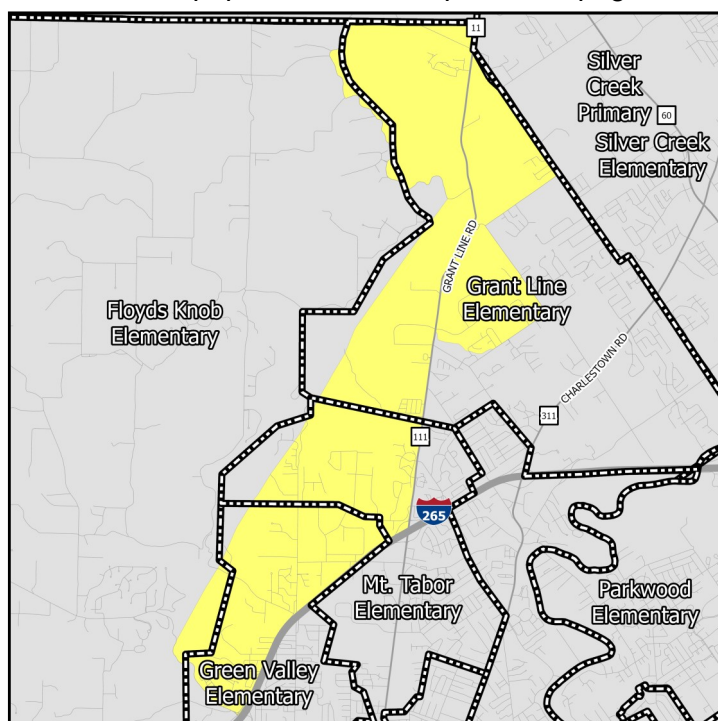 11
Silver
Creek
Primary
60
Silver Creek
Elementary
GRANT LINE RD
Grant Line
Elementary
Floyds Knob
Elementary
CHARLESTOWN RD
311
111
265
Mt. Tabor
Elementary
Parkwood
Elementary
Green Valley
Elementary